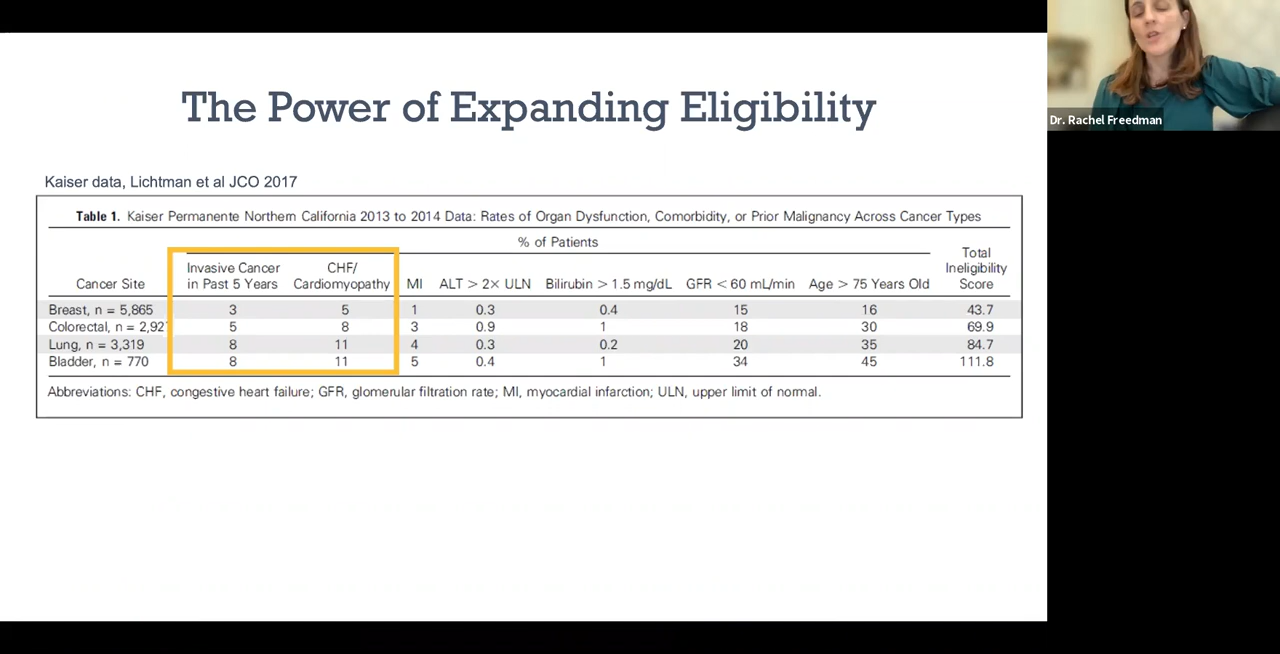 The Power of Expanding Eligibility
Dr. Rachel Freedman
Kaiser data, Lichtman et al JCO 2017
Table 1. Kaiser Permanente Northern California 2013 to 2014 Data: Rates of Organ Dysfunction, Comorbidity, or Prior Malignancy Across Cancer Types
% of Patients
Cancer Site Invasive Cancer in Past 5 Years CHF/ Cardiomyopathy MI ALT > 2× ULN Bilirubin > 1.5 mg/dL GFR < 60 mL/min Age > 75 Years Old Total Ineligibility Score
Breast, n = 5,865 3 5 1 0.3 0.4 15 16 43.7
Colorectal, n = 2,92 5 8 3 0.9 1 18 30 69.9
Lung, n = 3,319 8 11 4 0.3 0.2 20 35 84.7
Bladder, n = 770 8 11 5 0.4 1 34 45 111.8
Abbreviations: CHF, congestive heart failure; GFR, glomerular filtration rate; MI, myocardial infarction; ULN, upper limit of normal.